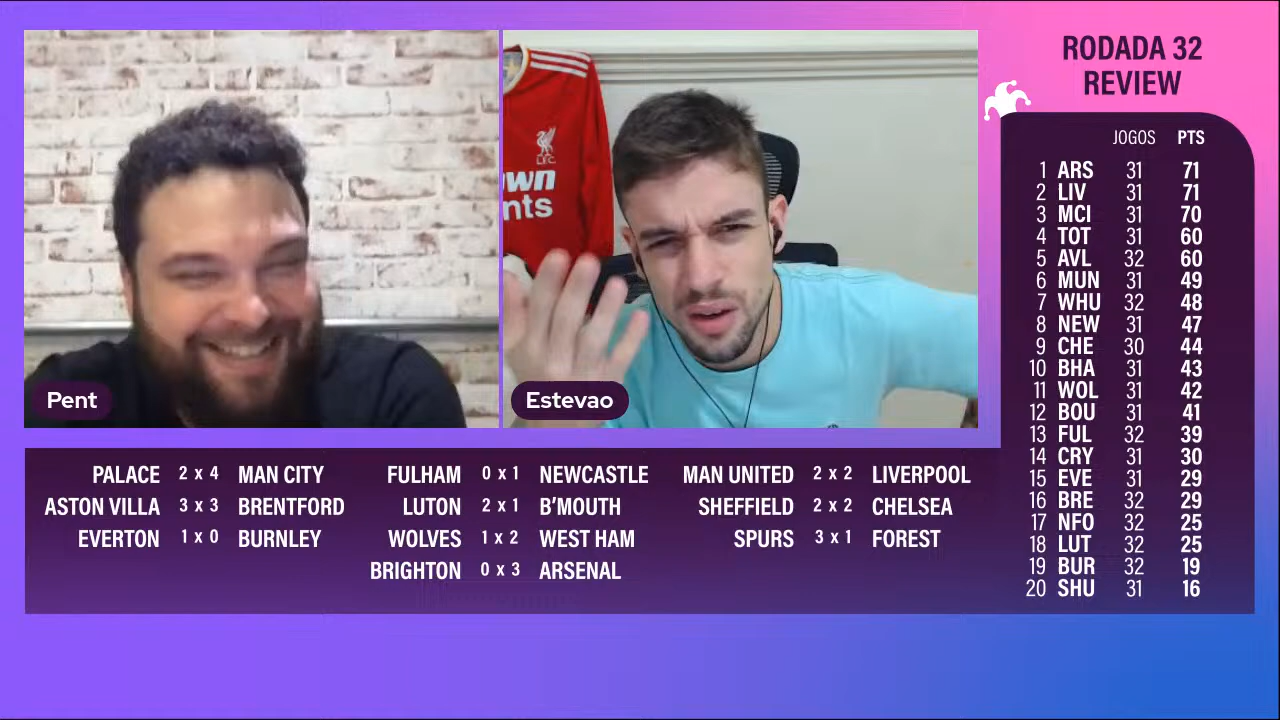 RODADA 32
REVIEW
JOGOS PTS
1 ARS 31 71
2 LIV 31 71
3 MCI 31 70
4 TOT 31 60
5 AVL 32 60
6 MUN 31 49
7 WHU 32 48
8 NEW 31 47
9 CHE 30 44
10 BHA 31 43
11 WOL 31 42
12 BOU 31 41
13 FUL 32 39
14 CRY 31 30
15 EVE 31 29
16 BRE 32 29
17 NFO 32 25
18 LUT 32 25
19 BUR 32 19
20 SHU 31 16
L.F.C.
wn
nts
Pent
Estevao
PALACE 2 x 4 MAN CITY
ASTON VILLA 3 x 3 BRENTFORD
EVERTON 1 x 0 BURNLEY
FULHAM 0 x 1 NEWCASTLE
LUTON 2 x 1 B'MOUTH
WOLVES 1 x 2 WEST HAM
BRIGHTON 0 x 3 ARSENAL
MAN UNITED 2 x 2 LIVERPOOL
SHEFFIELD 2 x 2 CHELSEA
SPURS 3 x 1 FOREST